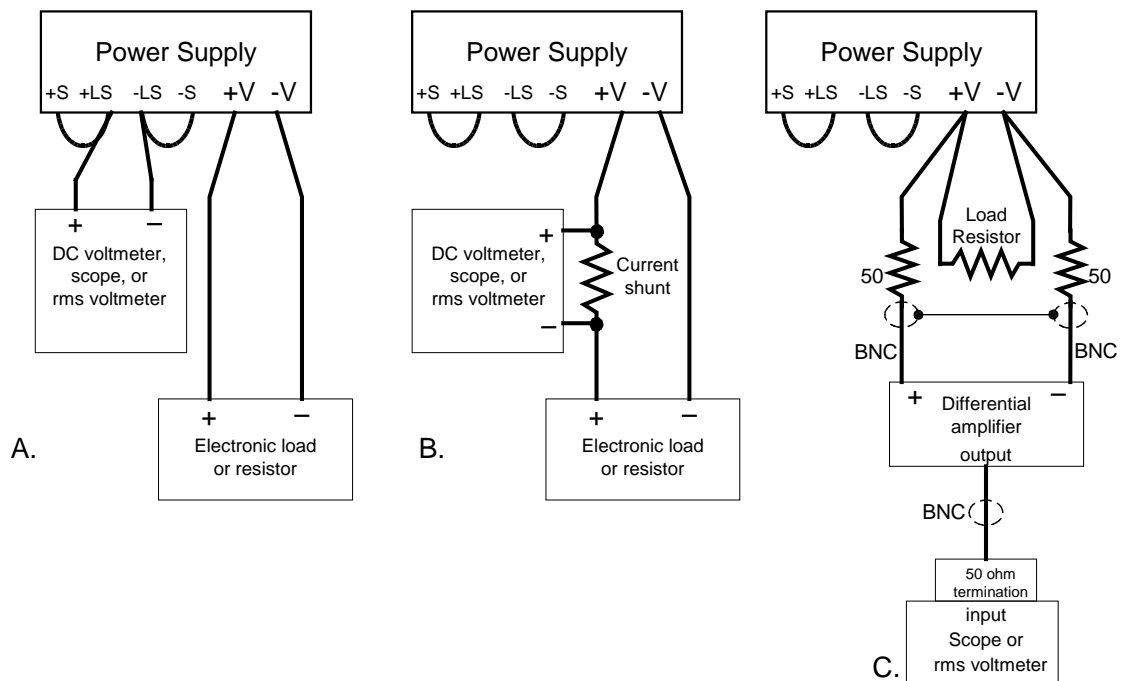 Power Supply
+S +LS -LS -S +V -V
+ −
DC voltmeter,
scope, or
rms voltmeter
+ −
Electronic load
or resistor
A.
Power Supply
+S +LS -LS -S +V -V
+
DC voltmeter,
scope, or
rms voltmeter
−
Current
shunt
+ −
Electronic load
or resistor
B.
Power Supply
+S +LS -LS -S +V -V
Load
Resistor
50 50
BNC BNC
+ −
Differential
amplifier
output
BNC
50 ohm
termination
input
Scope or
rms voltmeter
C.